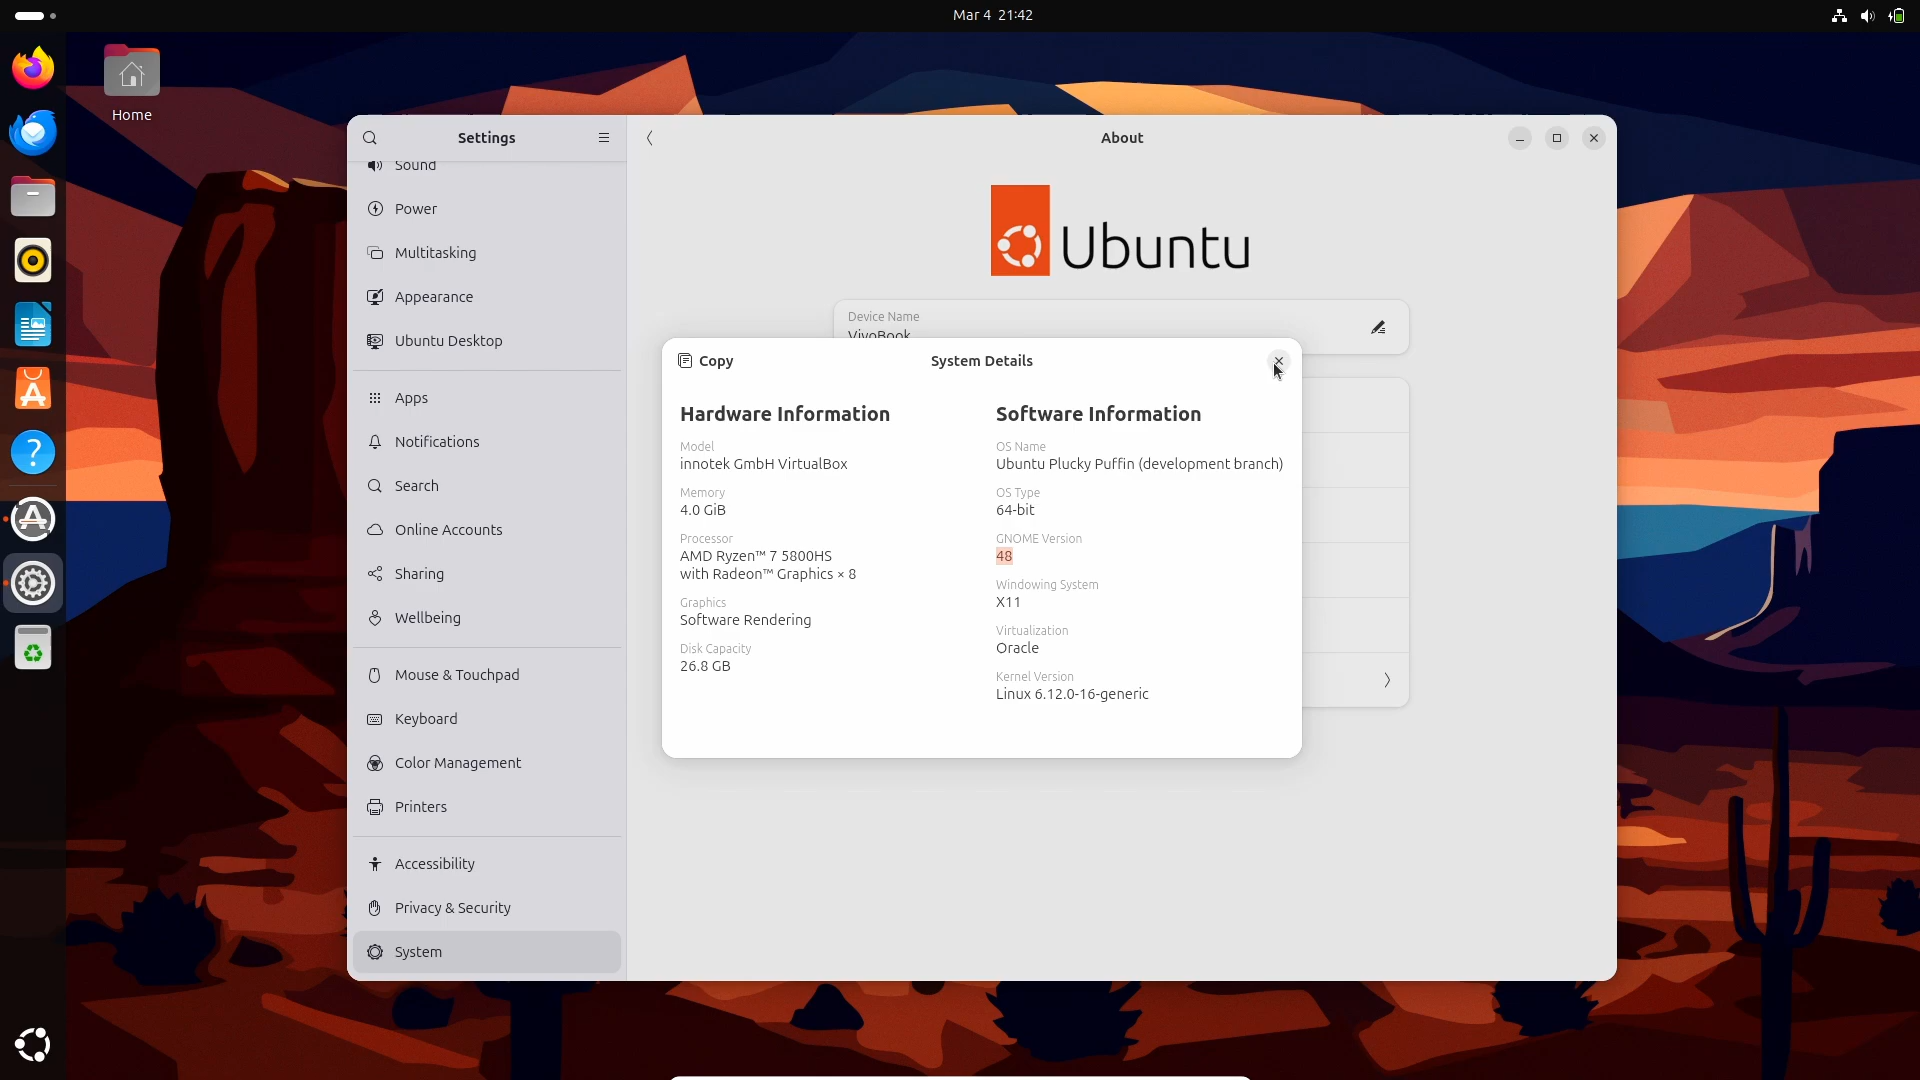 Mar 4 21:42
Home
Settings
Sound
Power
Multitasking
Appearance
Ubuntu Desktop
Apps
Notifications
Search
Online Accounts
Sharing
Wellbeing
Mouse & Touchpad
Keyboard
Color Management
Printers
Accessibility
Privacy & Security
System
About
Ubuntu
Device Name
VivoBook
Copy
System Details
Hardware Information
Model
innotek GmbH VirtualBox
Memory
4.0 GiB
Processor
AMD Ryzen™ 7 5800HS
with Radeon™ Graphics × 8
Graphics
Software Rendering
Disk Capacity
26.8 GB
Software Information
OS Name
Ubuntu Plucky Puffin (development branch)
OS Type
64-bit
GNOME Version
48
Windowing System
X11
Virtualization
Oracle
Kernel Version
Linux 6.12.0-16-generic